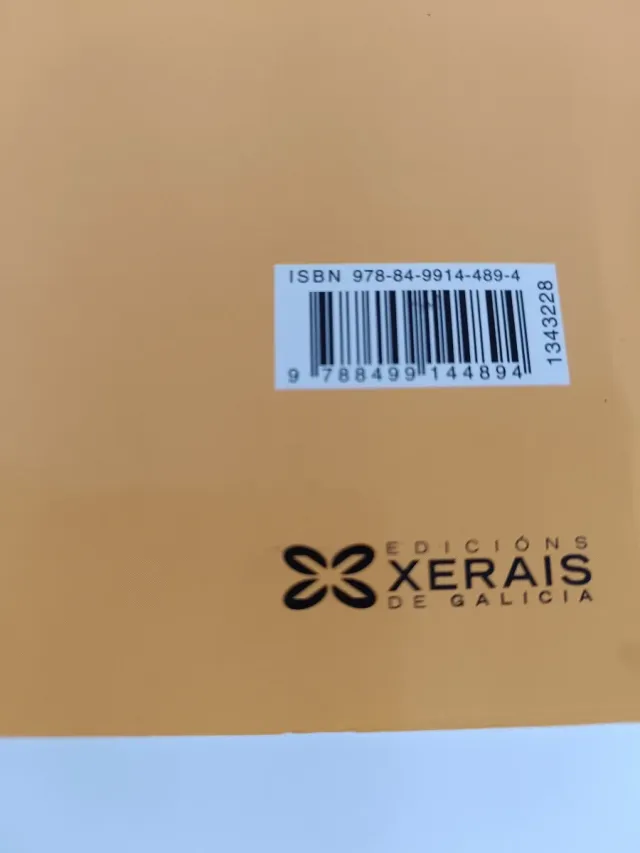 ISBN 978-84-9914-489-4
9 788499 144894
1343228
EDICIÓNS
XERAIS
DE GALICIA